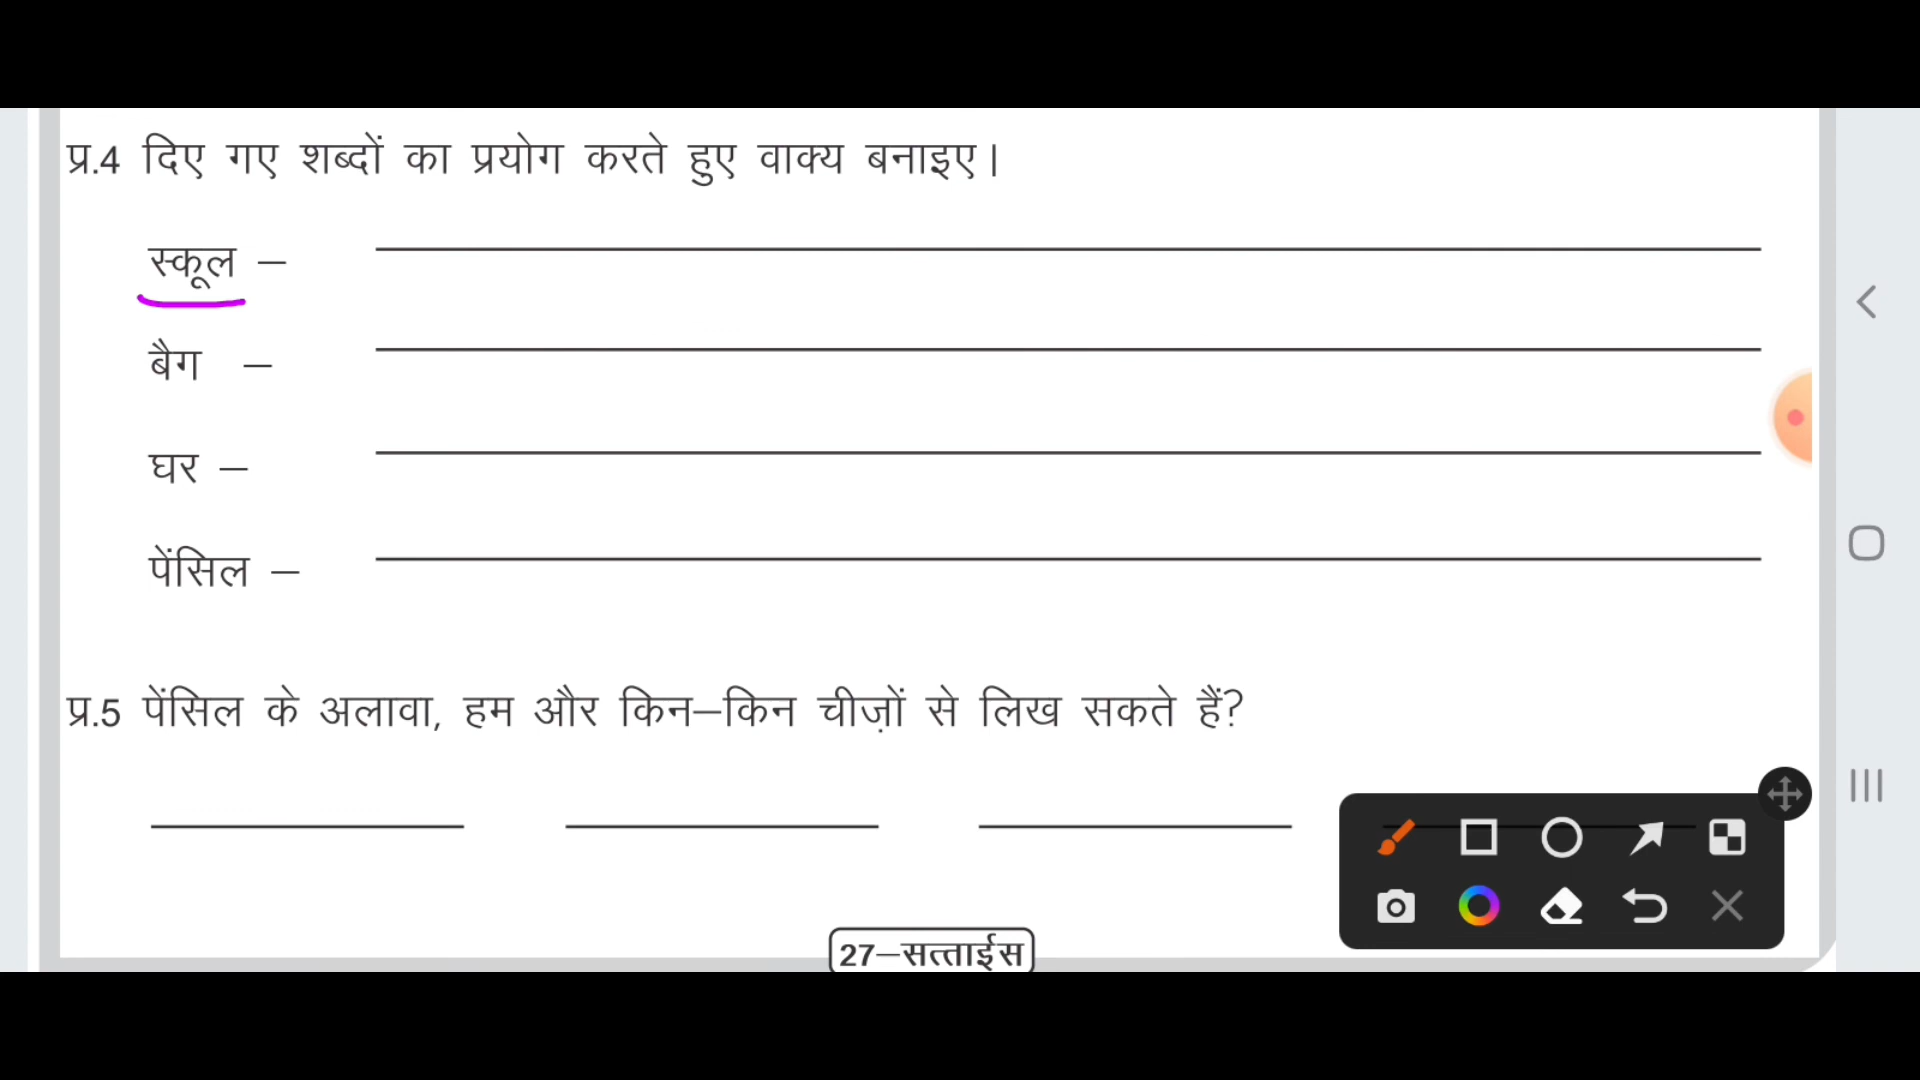 प्र.4 दिए गए शब्दों का प्रयोग करते हुए वाक्य बनाइए।
स्कूल –
बैग –
घर –
पेंसिल –
प्र.5 पेंसिल के अलावा, हम और किन–किन चीज़ों से लिख सकते हैं?
27–सत्ताईस